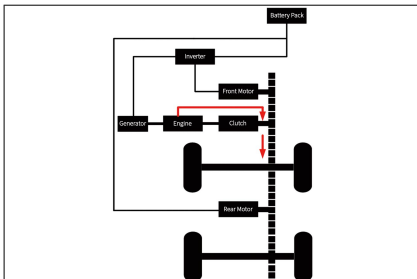 Battery Pack
Inverter
Front Motor
Generator
Engine
Clutch
Rear Motor